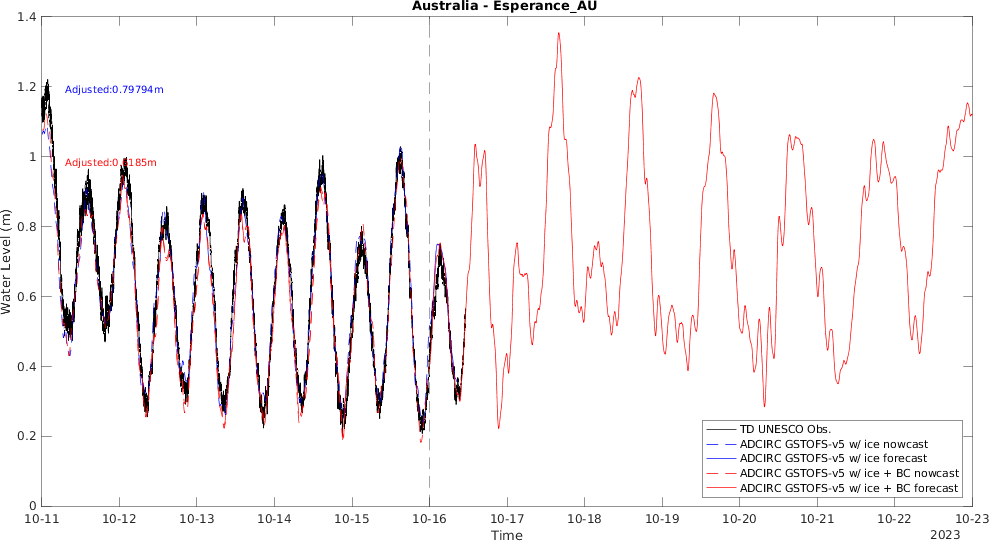 Australia - Esperance_AU
1.4
1.2
1
0.8
0.6
0.4
0.2
0
Water Level (m)
Adjusted:0.79794m
TD UNESCO Obs.
ADCIRC GSTOFS-v5 w/ ice nowcast
ADCIRC GSTOFS-v5 w/ ice forecast
ADCIRC GSTOFS-v5 w/ ice + BC nowcast
ADCIRC GSTOFS-v5 w/ ice + BC forecast
10-11
10-12
10-13
10-14
10-15
10-16
10-17
10-18
10-19
10-20
10-21
10-22
10-23
Time
2023